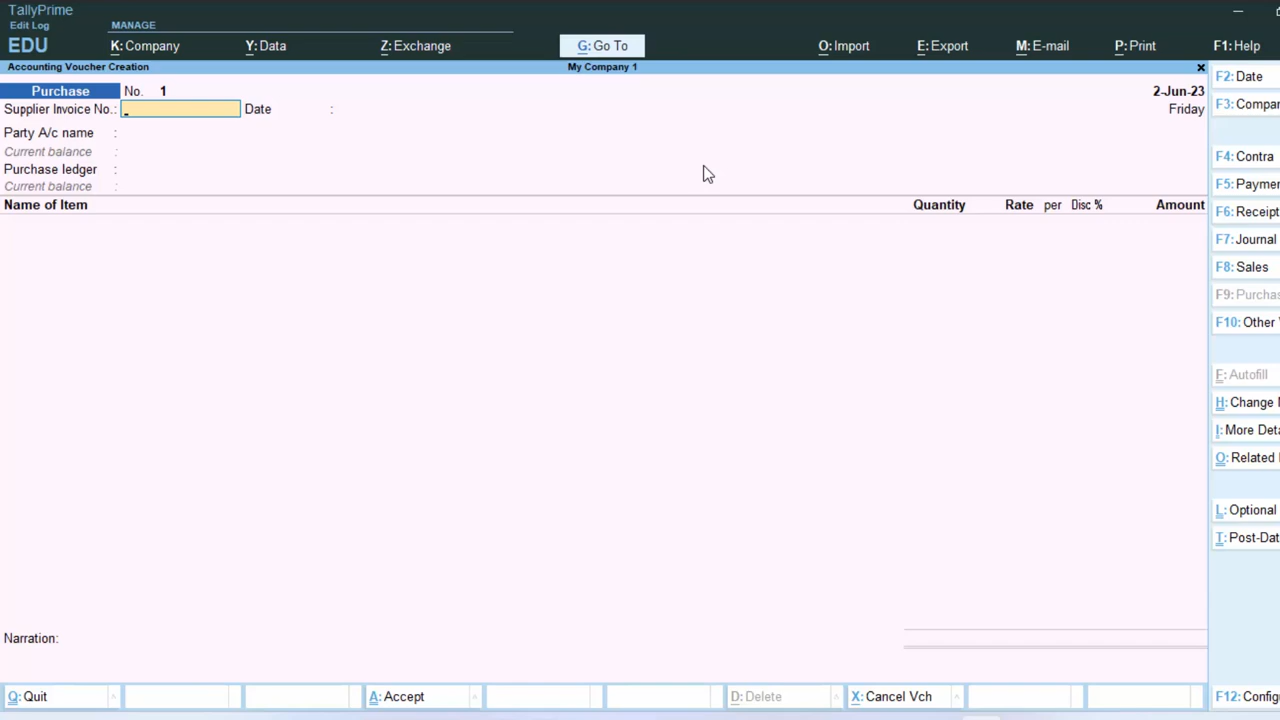 TallyPrime
Edit Log
EDU
MANAGE
K: Company
Y: Data
Z: Exchange
G: Go To
O: Import
E: Export
M: E-mail
P: Print
F1: Help
Accounting Voucher Creation
My Company 1
x
Purchase
No. 1
2-Jun-23
Supplier Invoice No.:
Date :
Friday
Party A/c name :
Current balance :
Purchase ledger :
Current balance :
Name of Item
Quantity
Rate per Disc %
Amount
Narration:
Q: Quit
A: Accept
D: Delete
X: Cancel Vch
F2: Date
F3: Compar
F4: Contra
F5: Paymer
F6: Receipt
F7: Journal
F8: Sales
F9: Purchas
F10: Other
F: Autofill
H: Change
I: More Deta
O: Related
L: Optional
T: Post-Dat
F12: Config